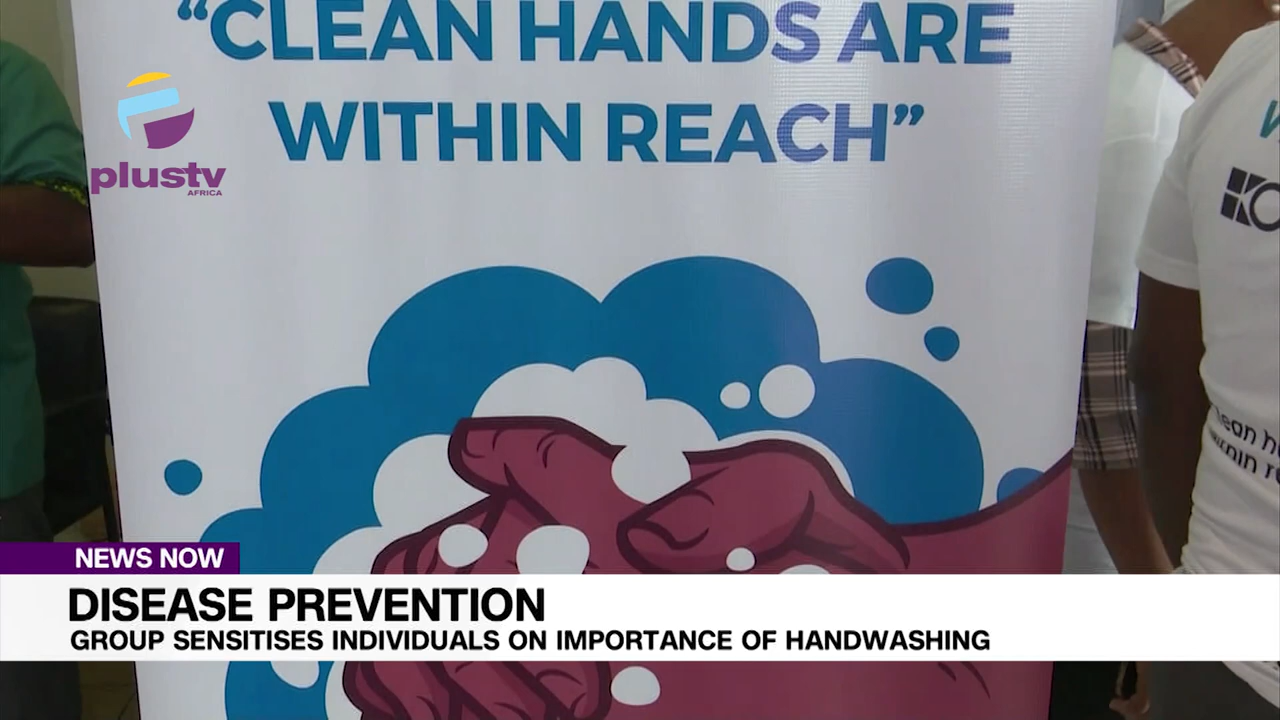 “CLEAN HANDS ARE
WITHIN REACH”
plustv
AFRICA
NEWS NOW
DISEASE PREVENTION
GROUP SENSITISES INDIVIDUALS ON IMPORTANCE OF HANDWASHING